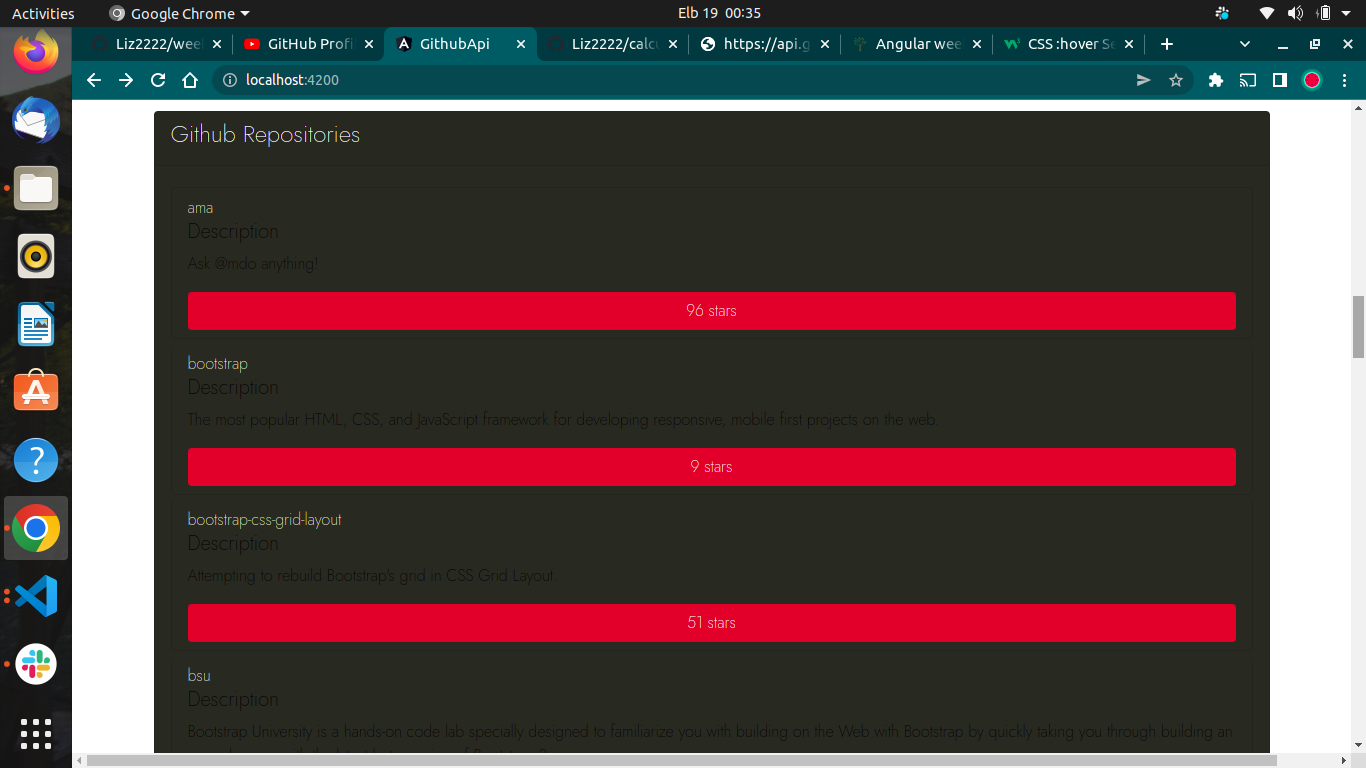 Activities
Google Chrome
Elb 19 00:35
Liz2222/wee
GitHub Profi
GithubApi
Liz2222/calcu
https://api.g
Angular wee
CSS :hover Se
localhost:4200
Github Repositories
ama
Description
Ask @mdo anything!
96 stars
bootstrap
Description
The most popular HTML, CSS, and JavaScript framework for developing responsive, mobile first projects on the web.
9 stars
bootstrap-css-grid-layout
Description
Attempting to rebuild Bootstrap's grid in CSS Grid Layout
51 stars
bsu
Description
Bootstrap University is a hands-on code lab specially designed to familiarize you with building on the Web with Bootstrap by quickly taking you through building an